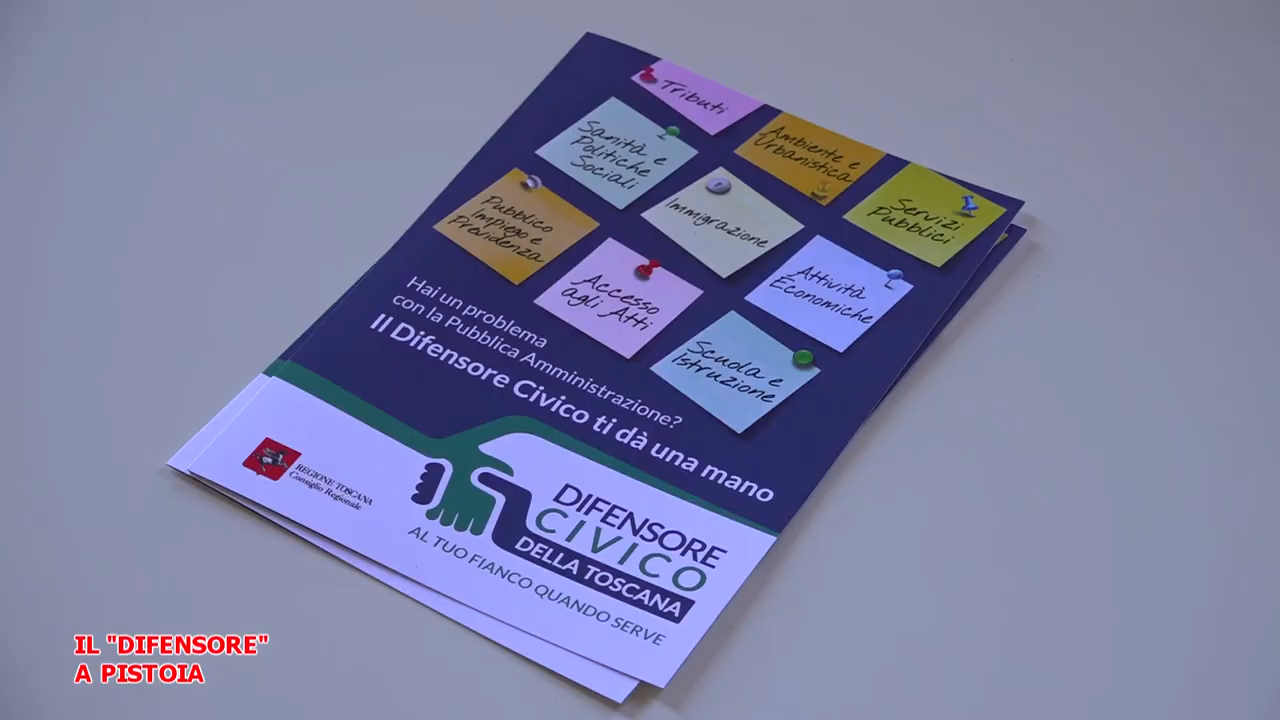 Tributi
Sanità e
Politiche
Sociali
Ambiente e
Urbanistica
Pubblico
Impiego e
Previdenza
Immigrazione
Servizi
Pubblici
Accesso
agli Atti
Attività
Economiche
Scuola e
Istruzione
Hai un problema
con la Pubblica Amministrazione?
Il Difensore Civico ti dà una mano
REGIONE TOSCANA
Consiglio Regionale
DIFENSORE
CIVICO
DELLA TOSCANA
AL TUO FIANCO QUANDO SERVE
IL "DIFENSORE"
A PISTOIA